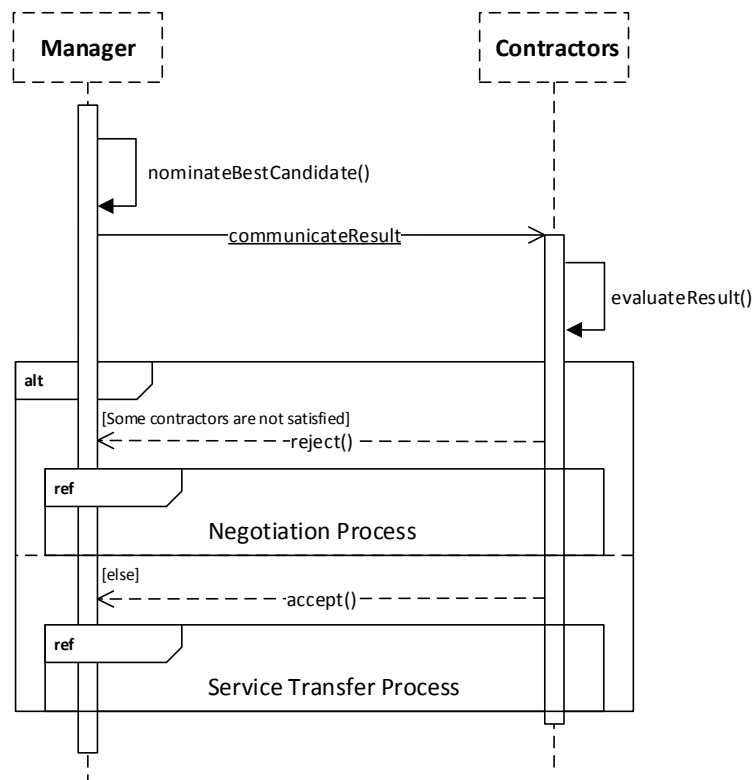 Manager
Contractors
nominateBestCandidate()
communicateResult
evaluateResult()
alt
[Some contractors are not satisfied]
reject()
ref
Negotiation Process
[else]
accept()
ref
Service Transfer Process